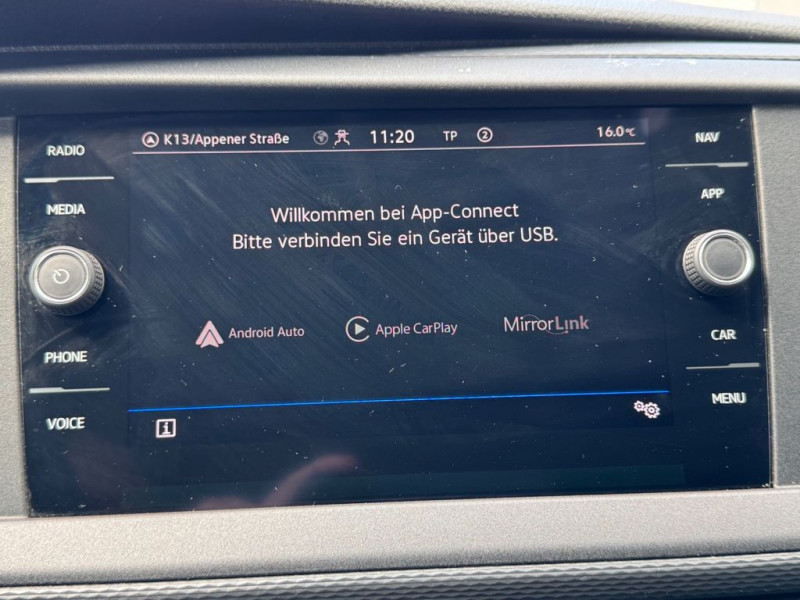 K13/Appener Straße 11:20 TP 2 16.0°C
RADIO
MEDIA
PHONE
VOICE
Willkommen bei App-Connect
Bitte verbinden Sie ein Gerät über USB.
Android Auto Apple CarPlay MirrorLink
i
NAV
APP
CAR
MENU